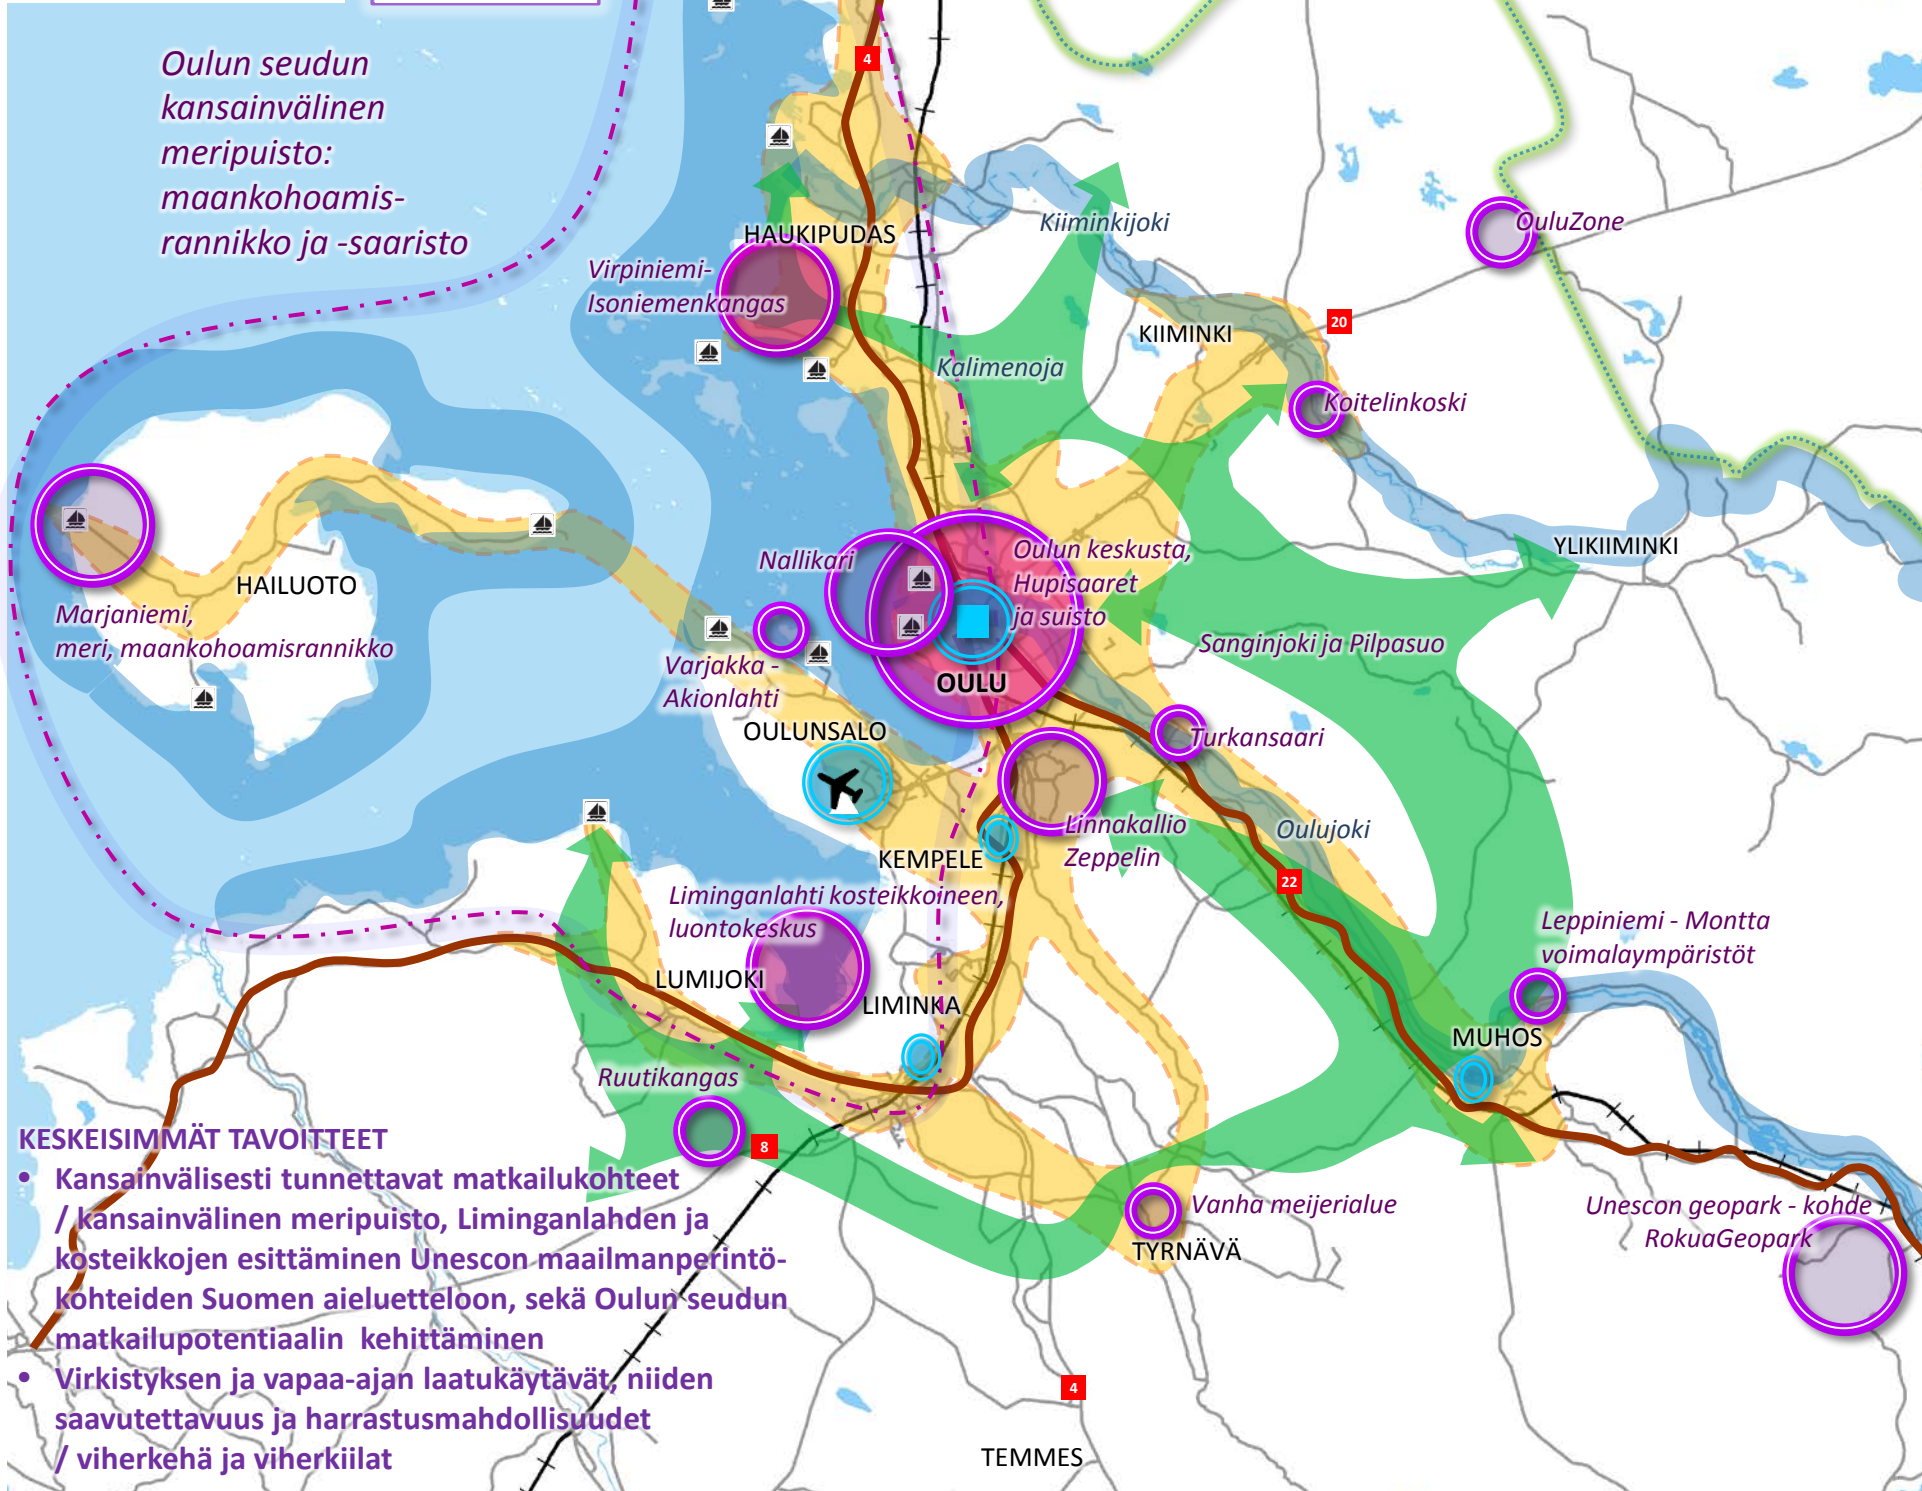 Oulun seudun
kansainvälinen
meripuisto:
maankohoamis-
rannikko ja -saaristo
4
HAUKIPUDAS
Virpiniemi-
Isoniemenkangas
Kiiminkijoki
OuluZone
20
KIIMINKI
Kalimenoja
Koitelinkoski
YLIKIIMINKI
HAILUOTO
Marjaniemi,
meri, maankohoamisrannikko
Nallikari
Oulun keskusta,
Hupisaaret
ja suisto
Varjakka -
Akionlahti
OULU
Sanginjoki ja Pilpasuo
OULUNSALO
Turkansaari
Linnakallio
Zeppelin
Oulujoki
KEMPELE
22
Liminganlahti kosteikkoineen,
luontokeskus
Leppiniemi - Montta
voimalaympäristöt
LUMIJOKI
LIMINKA
MUHOS
Ruutikangas
8
Vanha meijerialue
TYRNÄVÄ
Unescon geopark - kohde /
RokuaGeopark
4
TEMMES
KESKEISIMMÄT TAVOITTEET
• Kansainvälisesti tunnettavat matkailukohteet
/ kansainvälinen meripuisto, Liminganlahden ja
kosteikkojen esittäminen Unescon maailmanperintö-
kohteiden Suomen aieluetteloon, sekä Oulun seudun
matkailupotentiaalin kehittäminen
• Virkistyksen ja vapaa-ajan laatukäytävät, niiden
saavutettavuus ja harrastusmahdollisuudet
/ viherkehä ja viherkiilat